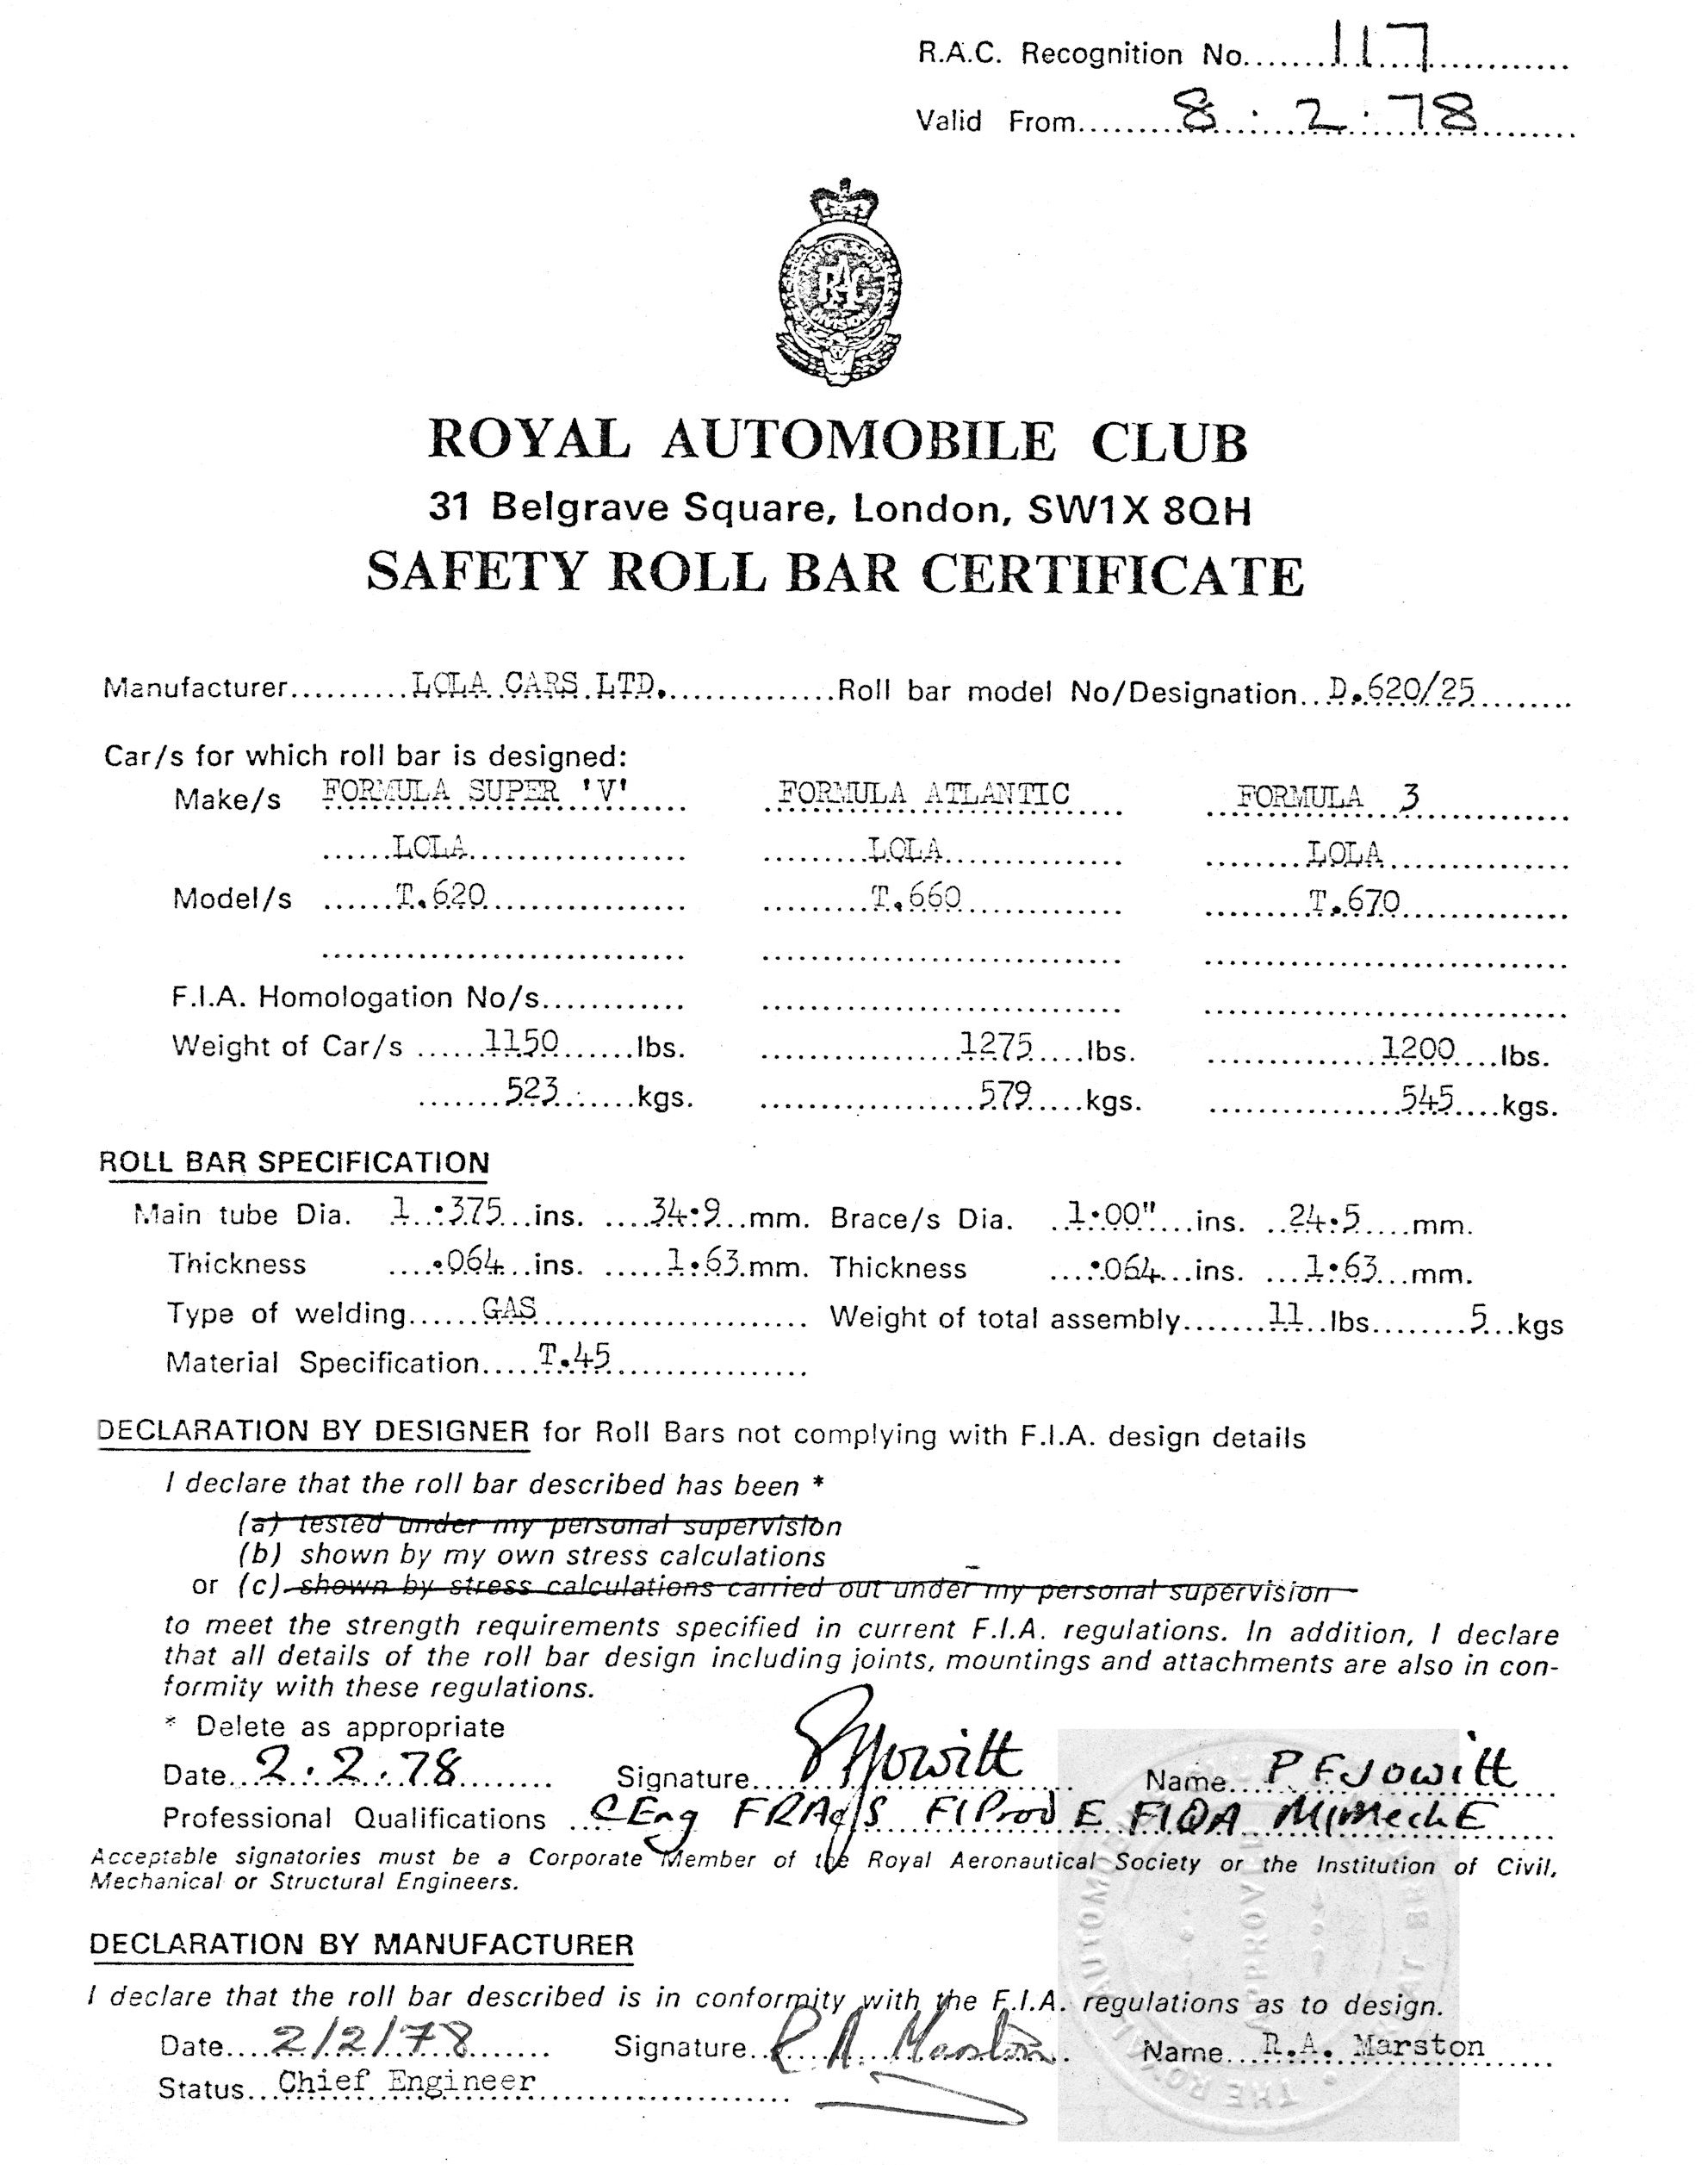 R.A.C. Recognition No.......117..............
Valid From.........8 : 2 : 78..........
RAC
ROYAL AUTOMOBILE CLUB
31 Belgrave Square, London, SW1X 8QH
SAFETY ROLL BAR CERTIFICATE
Manufacturer..........LOLA CARS LTD...............Roll bar model No/Designation...D.620/25.........
Car/s for which roll bar is designed:
Make/s FORMULA SUPER 'V' FORMULA ATLANTIC FORMULA 3
LOLA LOLA LOLA
Model/s T.620 T.660 T.670
F.I.A. Homologation No/s............
Weight of Car/s ......1150.......lbs. 1275.....lbs. 1200....lbs.
523.......kgs. 579.....kgs. 545....kgs.
ROLL BAR SPECIFICATION
Main tube Dia. 1.375...ins. ....34.9...mm. Brace/s Dia. ..1.00"....ins. ..24.5....mm.
Thickness .064...ins. .....1.63.mm. Thickness .064...ins. ...1.63...mm.
Type of welding......GAS.......................... Weight of total assembly.......11..lbs........5...kgs
Material Specification.....T.45..................
DECLARATION BY DESIGNER for Roll Bars not complying with F.I.A. design details
I declare that the roll bar described has been *
(a) tested under my personal supervision
(b) shown by my own stress calculations
or (c) shown by stress calculations carried out under my personal supervision
to meet the strength requirements specified in current F.I.A. regulations. In addition, I declare
that all details of the roll bar design including joints, mountings and attachments are also in con-
formity with these regulations.
* Delete as appropriate
Date...2.2.78......... Signature....PFJowitt Name....P F Jowitt
Professional Qualifications ...CEng FRAeS FIProdE FIQA MIMechE
Acceptable signatories must be a Corporate Member of the Royal Aeronautical Society or the Institution of Civil,
Mechanical or Structural Engineers.
DECLARATION BY MANUFACTURER
I declare that the roll bar described is in conformity with the F.I.A. regulations as to design.
Date....2/2/78....... Signature...R.A. Marston Name....R.A. Marston
Status...Chief Engineer
THE ROYAL AUTOMOBILE
APPROVED